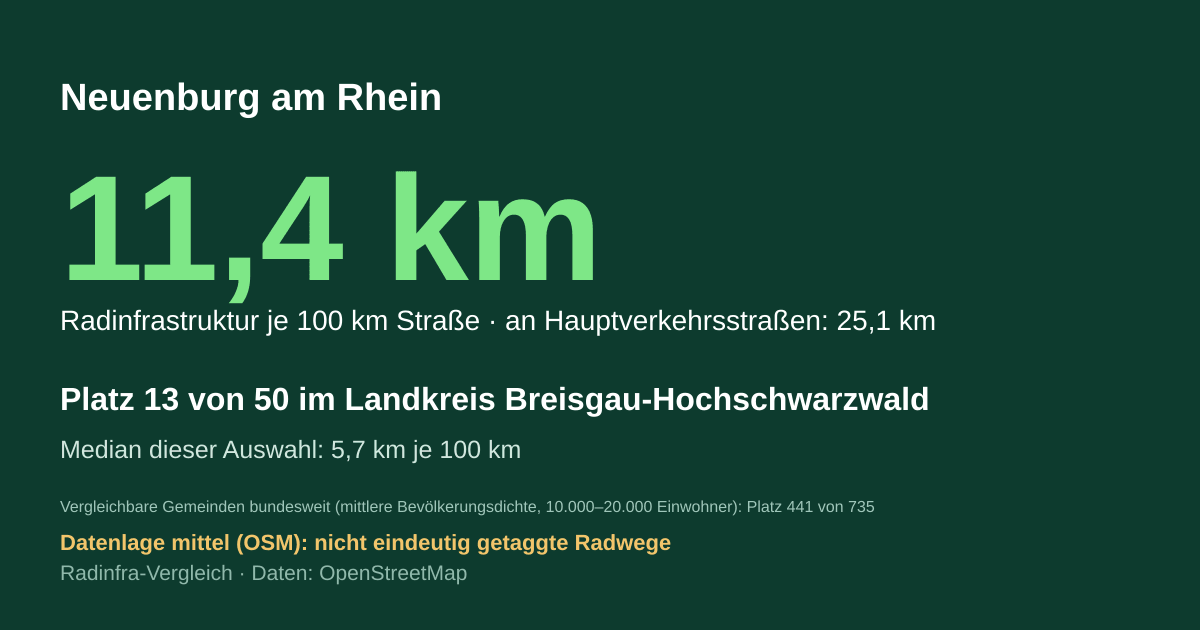 Neuenburg am Rhein
11,4 km
Radinfrastruktur je 100 km Straße · an Hauptverkehrsstraßen: 25,1 km
Platz 13 von 50 im Landkreis Breisgau-Hochschwarzwald
Median dieser Auswahl: 5,7 km je 100 km
Vergleichbare Gemeinden bundesweit (mittlere Bevölkerungsdichte, 10.000–20.000 Einwohner): Platz 441 von 735
Datenlage mittel (OSM): nicht eindeutig getaggte Radwege
Radinfra-Vergleich · Daten: OpenStreetMap